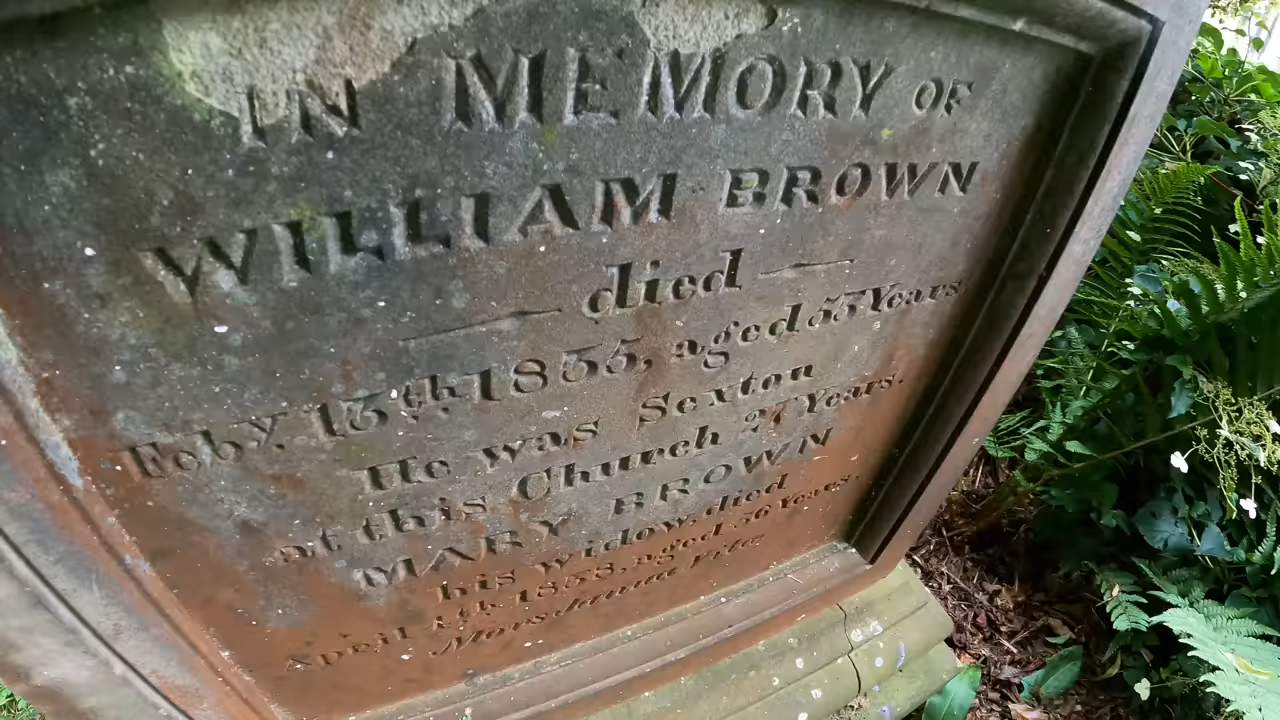 IN MEMORY OF
WILLIAM BROWN
died
Feby. 13th. 1855, aged 55 Years.
He was Sexton
at this Church 27 Years.
MARY BROWN
his widow, died
April 4th 1858, aged 56 Years.